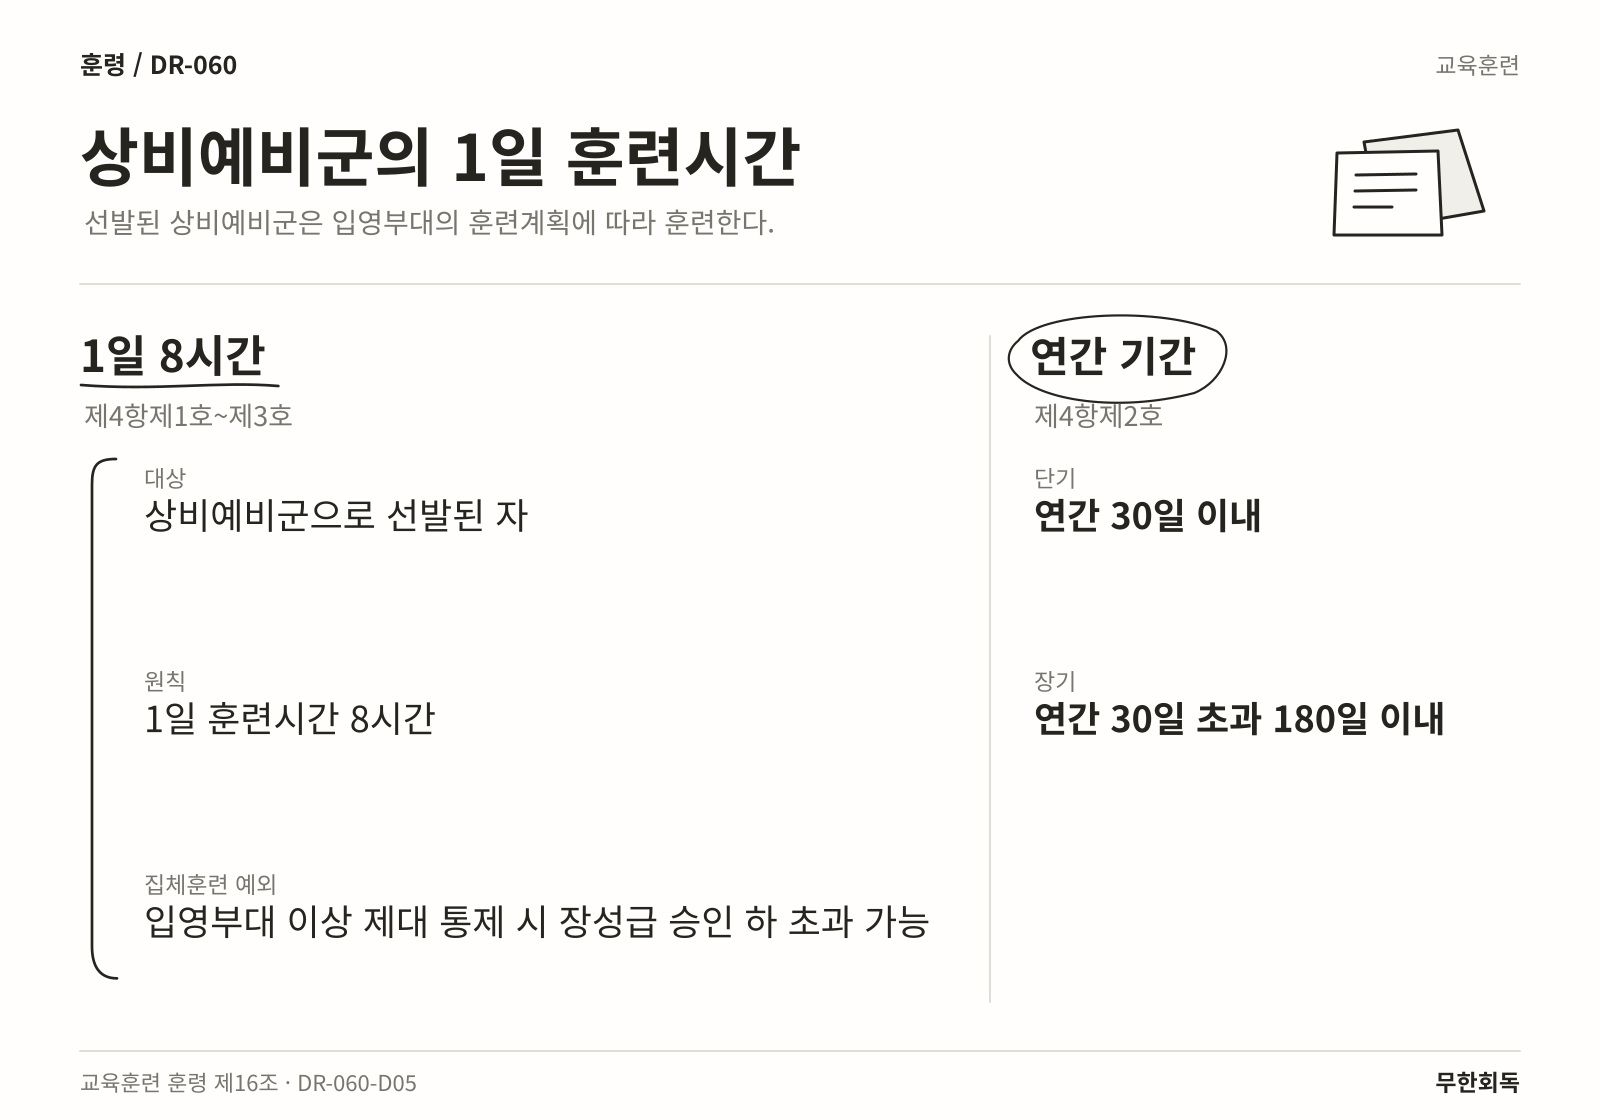 훈령 / DR-060
교육훈련
상비예비군의 1일 훈련시간
선발된 상비예비군은 입영부대의 훈련계획에 따라 훈련한다.
1일 8시간
제4항제1호~제3호
대상
상비예비군으로 선발된 자
원칙
1일 훈련시간 8시간
집체훈련 예외
입영부대 이상 제대 통제 시 장성급 승인 하 초과 가능
연간 기간
제4항제2호
단기
연간 30일 이내
장기
연간 30일 초과 180일 이내
교육훈련 훈령 제16조 · DR-060-D05
무한회독